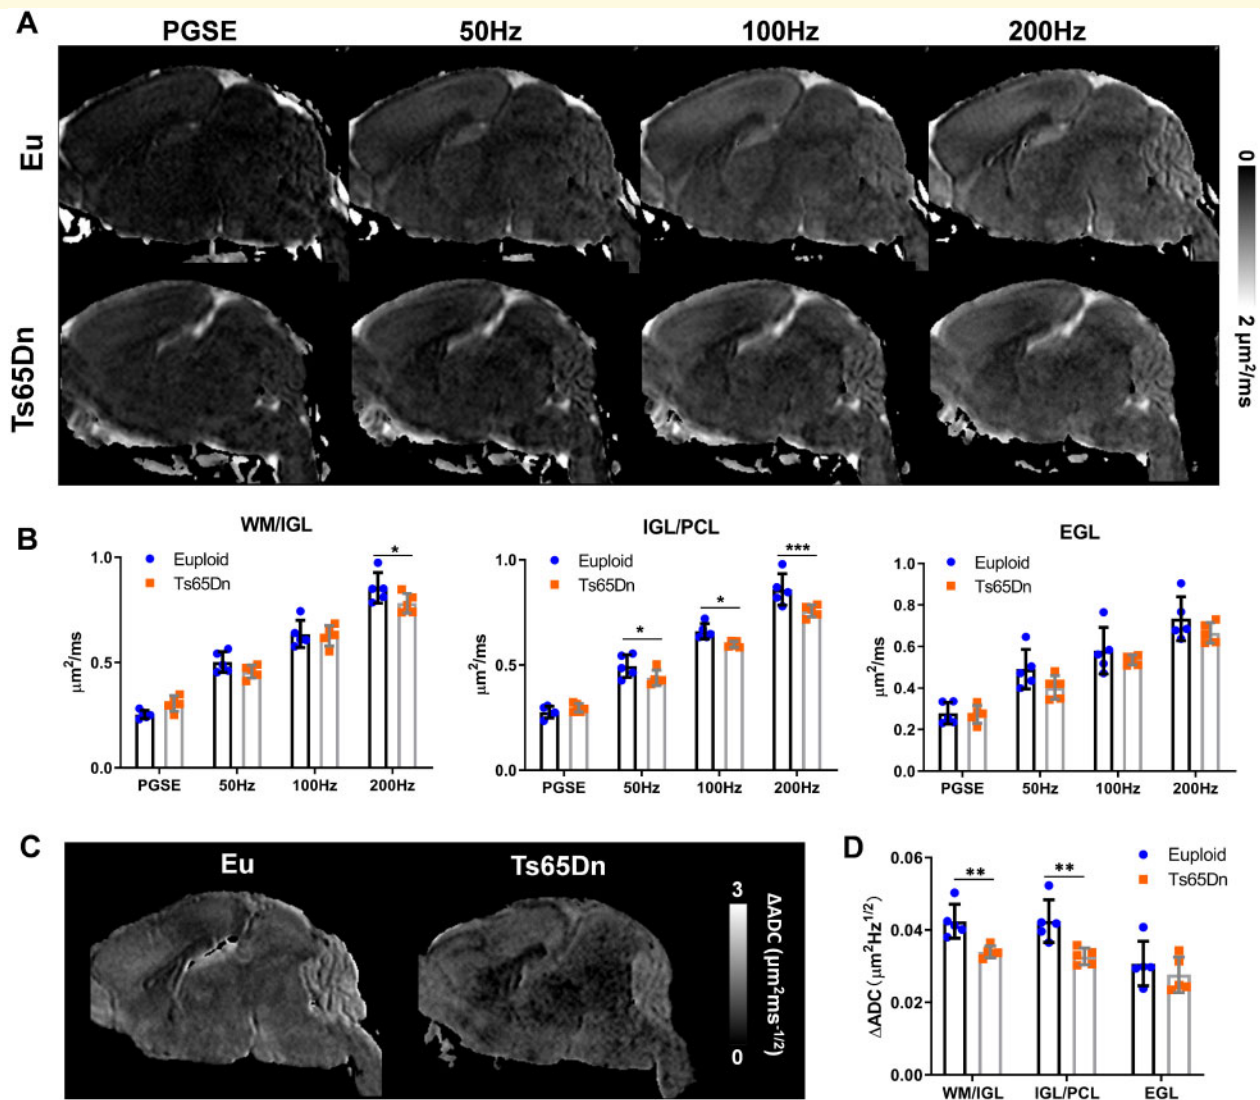 A
PGSE 50Hz 100Hz 200Hz
Eu
Ts65Dn
0
2 μm²/ms
B
WM/IGL
Euploid
Ts65Dn
μm²/ms
1.0
0.5
0.0
*
PGSE 50Hz 100Hz 200Hz
IGL/PCL
Euploid
Ts65Dn
μm²/ms
1.0
0.5
0.0
* * ***
PGSE 50Hz 100Hz 200Hz
EGL
Euploid
Ts65Dn
μm²/ms
1.0
0.8
0.6
0.4
0.2
0.0
PGSE 50Hz 100Hz 200Hz
C
Eu Ts65Dn
3
0
ΔADC (μm²ms⁻¹/²)
D
Euploid
Ts65Dn
ΔADC (μm²Hz¹/²)
0.06
0.04
0.02
0.00
** **
WM/IGL IGL/PCL EGL